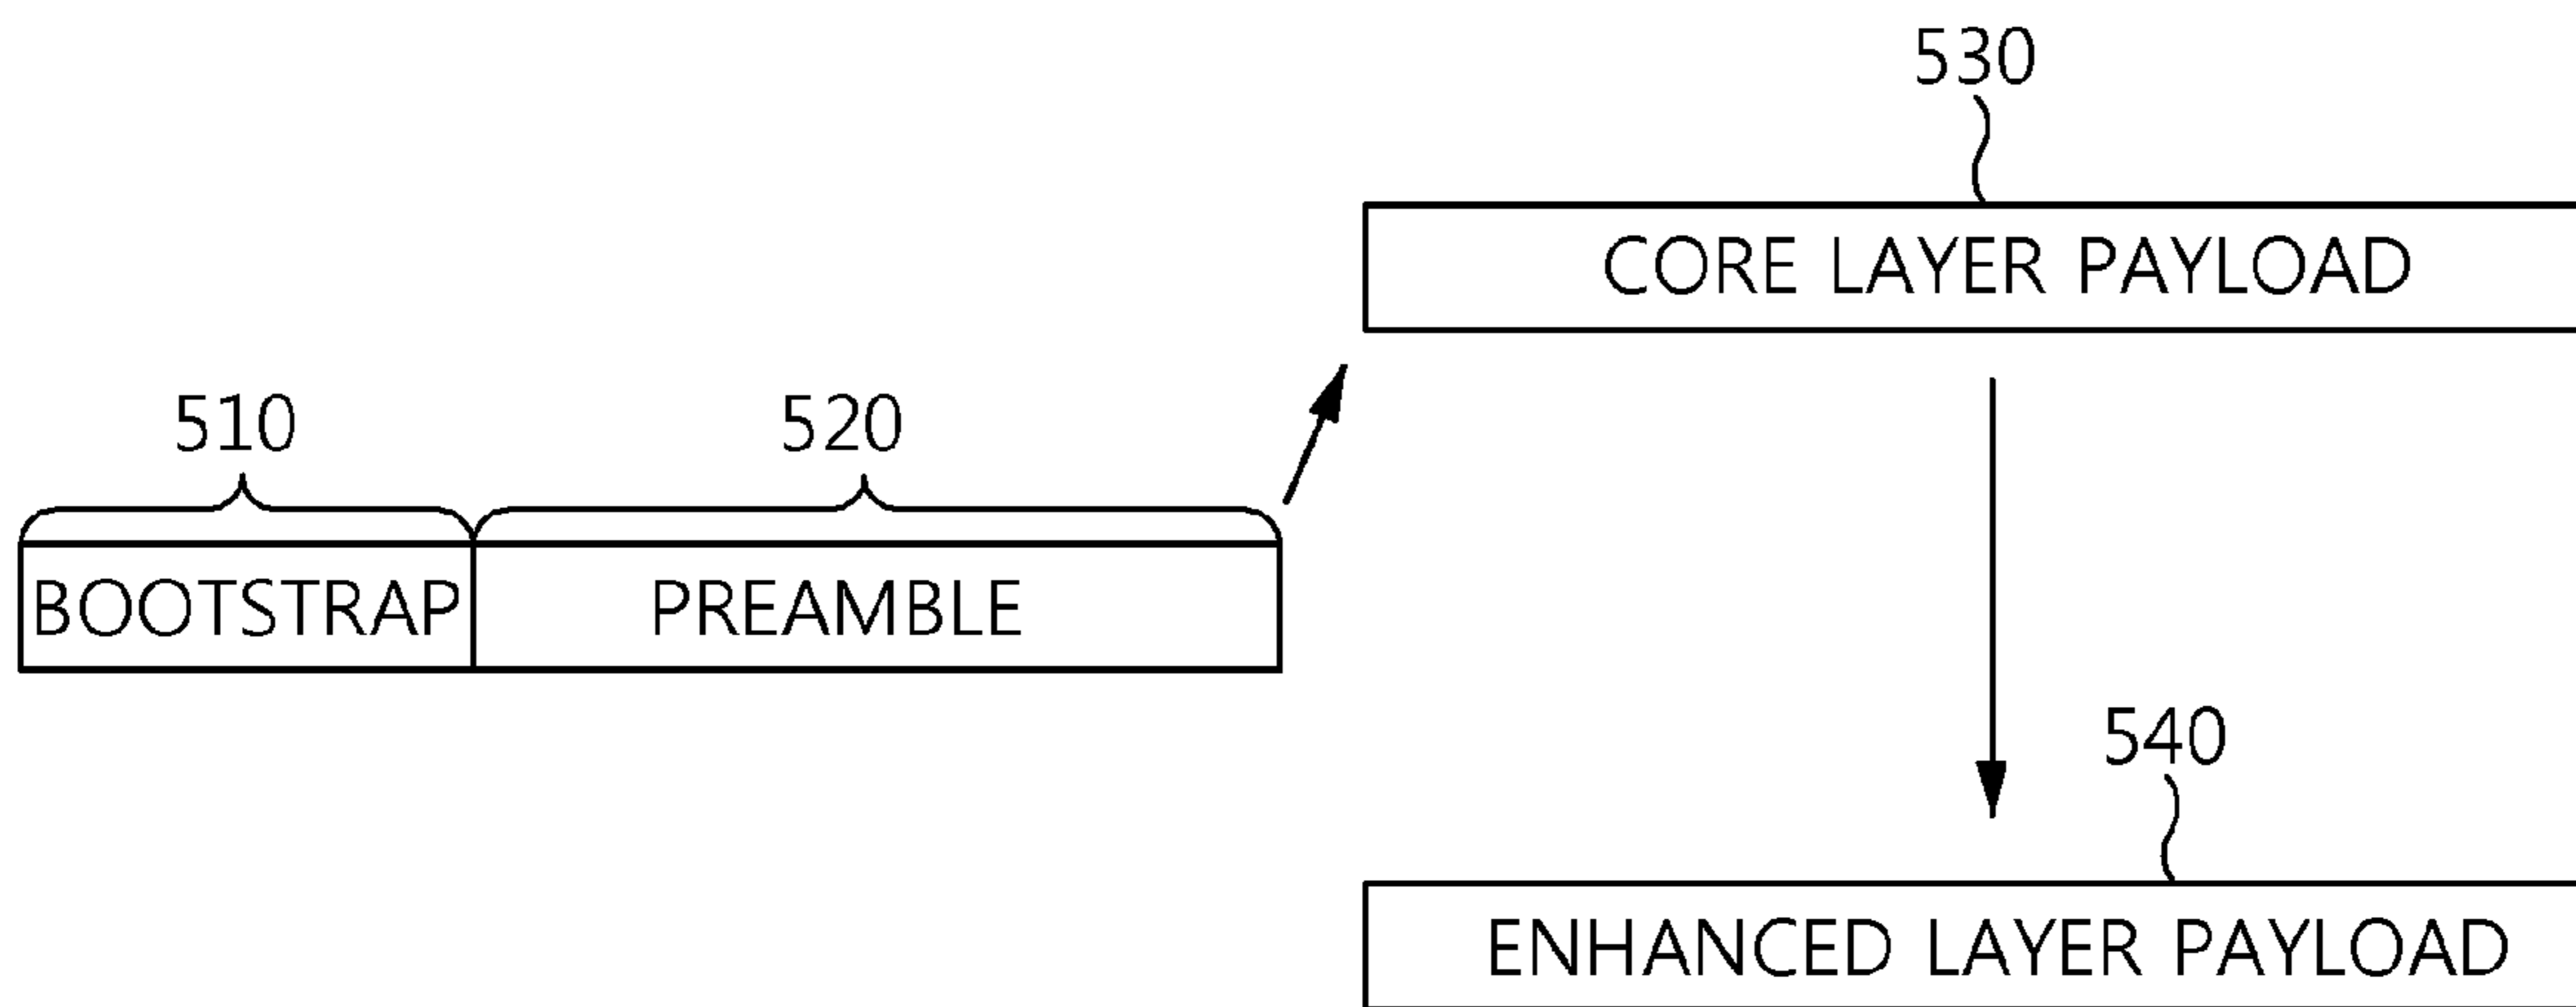 530
CORE LAYER PAYLOAD
510
520
BOOTSTRAP
PREAMBLE
540
ENHANCED LAYER PAYLOAD